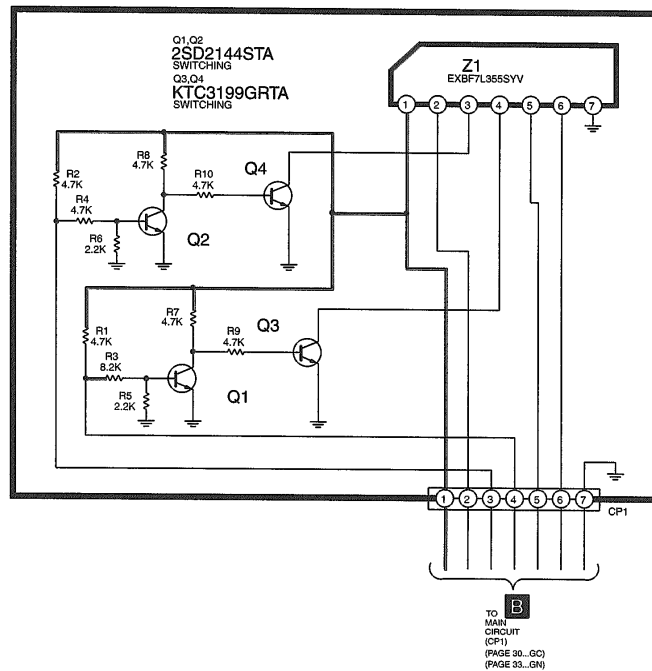 Q1,Q2
2SD2144STA
SWITCHING
Q3,Q4
KTC3199GRTA
SWITCHING
Z1
EXBF7L355SYV
1 2 3 4 5 6 7
R2
4.7K
R8
4.7K
R4
4.7K
R10
4.7K
Q4
R6
2.2K
Q2
R1
4.7K
R7
4.7K
R3
8.2K
R9
4.7K
Q3
R5
2.2K
Q1
1 2 3 4 5 6 7
CP1
B
TO
MAIN
CIRCUIT
(CP1)
(PAGE 30...GC)
(PAGE 33...GN)